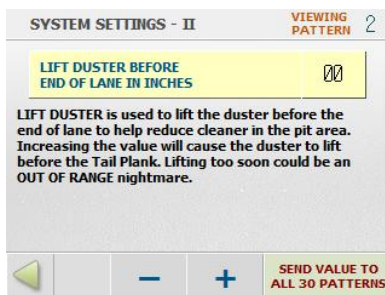 SYSTEM SETTINGS - II
VIEWING
PATTERN 2
LIFT DUSTER BEFORE
END OF LANE IN INCHES
00
LIFT DUSTER is used to lift the duster before the
end of lane to help reduce cleaner in the pit area.
Increasing the value will cause the duster to lift
before the Tail Plank. Lifting too soon could be an
OUT OF RANGE nightmare.
− +
SEND VALUE TO
ALL 30 PATTERNS